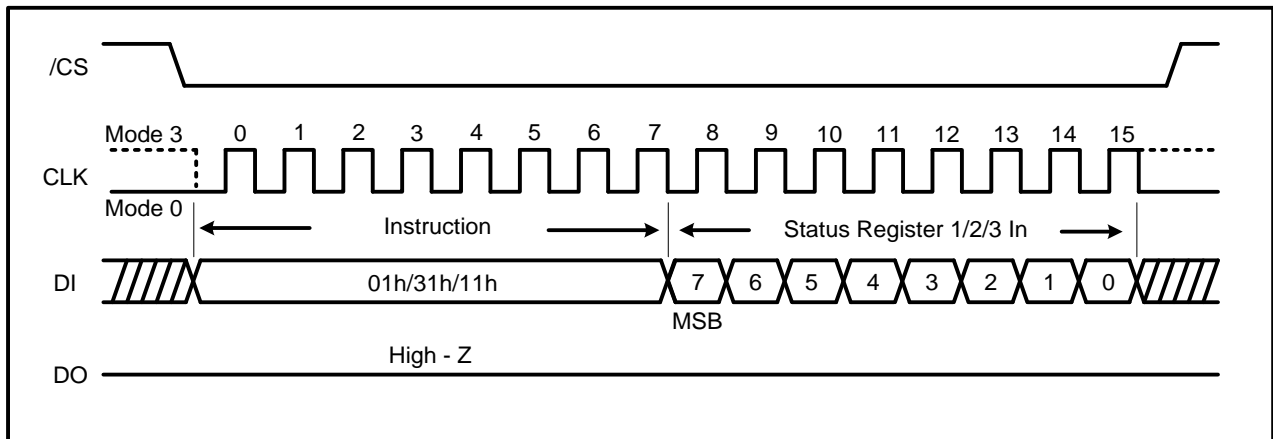 /CS
Mode 3
0 1 2 3 4 5 6 7 8 9 10 11 12 13 14 15
CLK
Mode 0
Instruction
Status Register 1/2/3 In
DI
01h/31h/11h
7 6 5 4 3 2 1 0
MSB
High - Z
DO